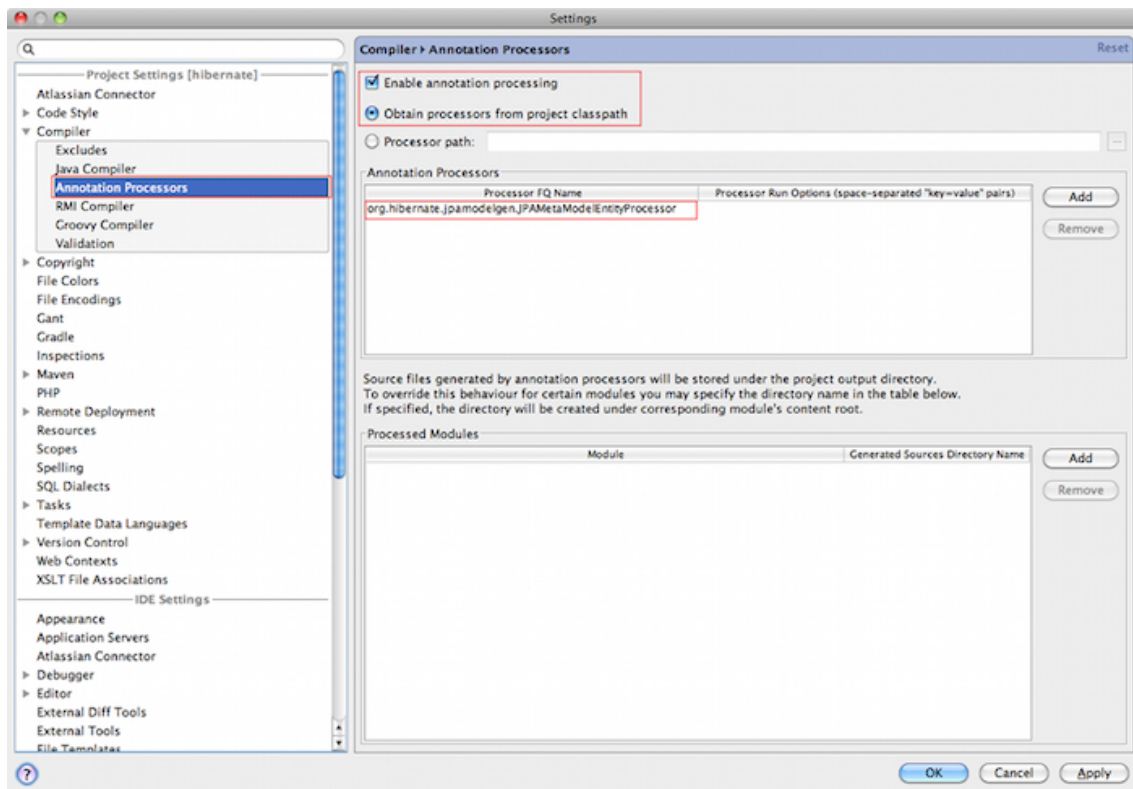 Settings
Project Settings [hibernate]
Atlassian Connector
Code Style
Compiler
Excludes
Java Compiler
Annotation Processors
RMI Compiler
Groovy Compiler
Validation
Copyright
File Colors
File Encodings
Gant
Gradle
Inspections
Maven
PHP
Remote Deployment
Resources
Scopes
Spelling
SQL Dialects
Tasks
Template Data Languages
Version Control
Web Contexts
XSLT File Associations
IDE Settings
Appearance
Application Servers
Atlassian Connector
Debugger
Editor
External Diff Tools
External Tools
File Templates
Compiler › Annotation Processors
Reset
Enable annotation processing
Obtain processors from project classpath
Processor path:
...
Annotation Processors
Processor FQ Name
Processor Run Options (space-separated "key=value" pairs)
org.hibernate.jpamodelgen.JPAMetaModelEntityProcessor
Add
Remove
Source files generated by annotation processors will be stored under the project output directory.
To override this behaviour for certain modules you may specify the directory name in the table below.
If specified, the directory will be created under corresponding module's content root.
Processed Modules
Module
Generated Sources Directory Name
Add
Remove
?
OK
Cancel
Apply